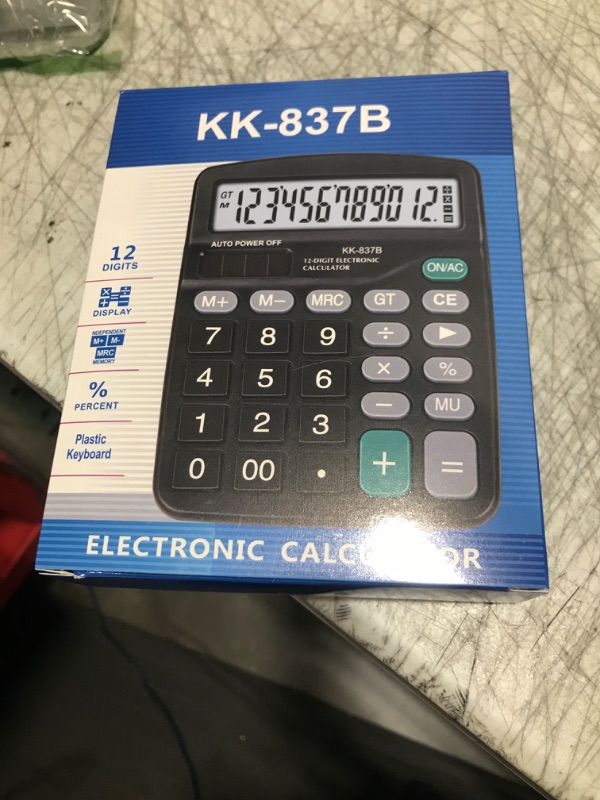 KK-837B
GT
M
123456789012.
AUTO POWER OFF
KK-837B
12-DIGIT ELECTRONIC
CALCULATOR
ON/AC
12
DIGITS
DISPLAY
INDEPENDENT
M+ M-
MRC
MEMORY
%
PERCENT
Plastic
Keyboard
M+ M- MRC GT CE
7 8 9 ÷ ▶
4 5 6 × %
1 2 3 − MU
0 00 . + =
ELECTRONIC